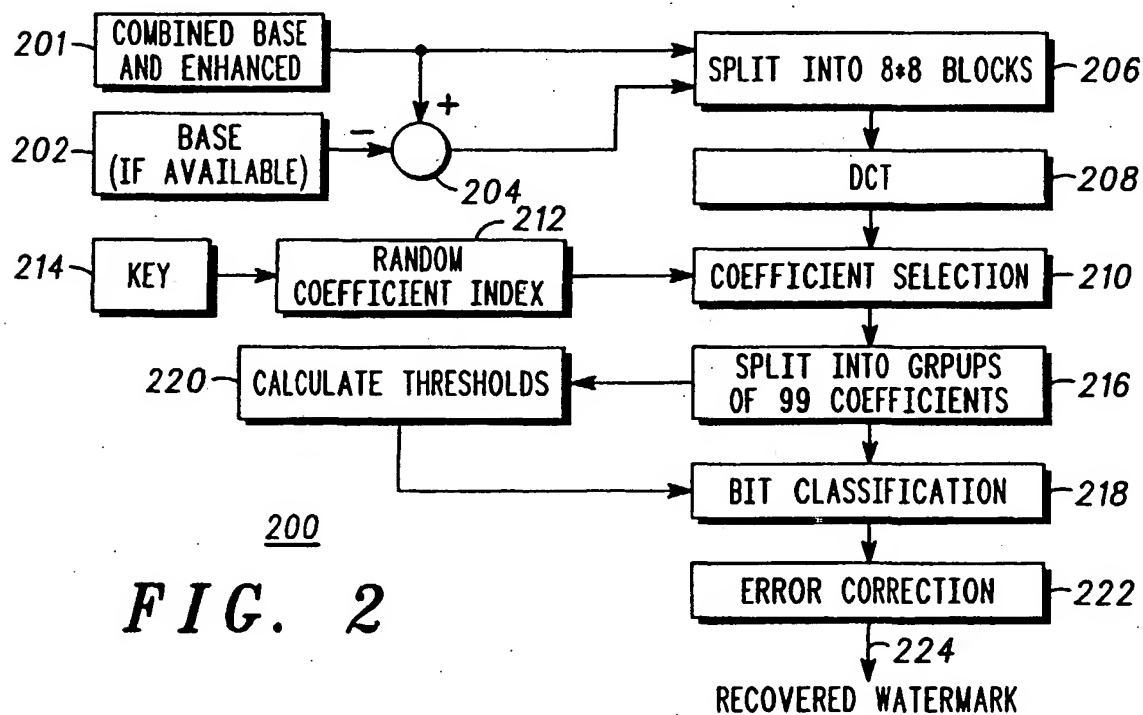 201
COMBINED BASE
AND ENHANCED
SPLIT INTO 8*8 BLOCKS
206
+
202
BASE
(IF AVAILABLE)
−
204
DCT
208
212
214
KEY
RANDOM
COEFFICIENT INDEX
COEFFICIENT SELECTION
210
220
CALCULATE THRESHOLDS
SPLIT INTO GRPUPS
OF 99 COEFFICIENTS
216
BIT CLASSIFICATION
218
200
FIG. 2
ERROR CORRECTION
222
224
RECOVERED WATERMARK